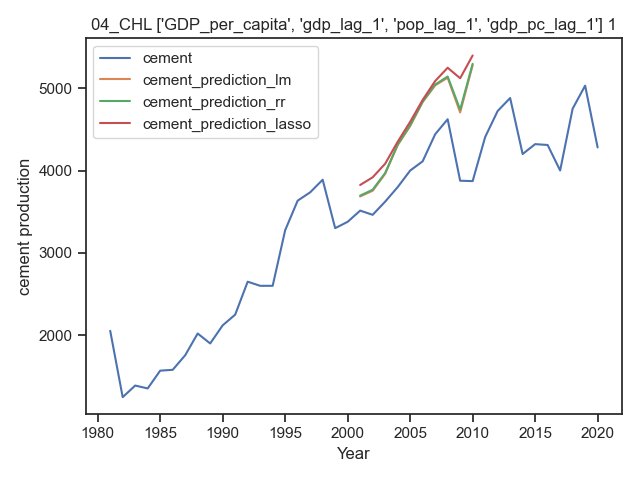 04_CHL ['GDP_per_capita', 'gdp_lag_1', 'pop_lag_1', 'gdp_pc_lag_1'] 1
cement
cement_prediction_lm
cement_prediction_rr
cement_prediction_lasso
cement production
5000
4000
3000
2000
1980 1985 1990 1995 2000 2005 2010 2015 2020
Year